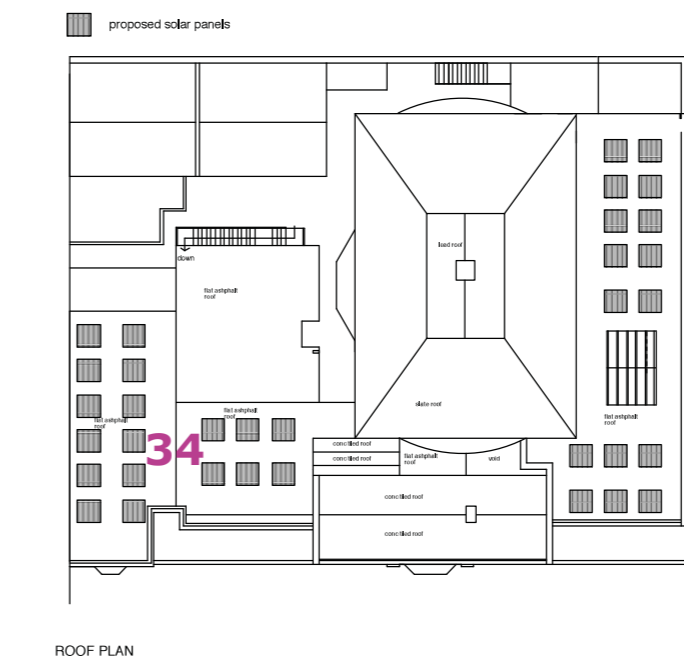 proposed solar panels
lead roof
down
flat ashphalt
roof
slate roof
flat ashphalt
roof
flat ashphalt
roof
flat ashphalt
roof
34
conc tiled roof
conc tiled roof
flat ashphalt
roof
void
conc tiled roof
conc tiled roof
ROOF PLAN